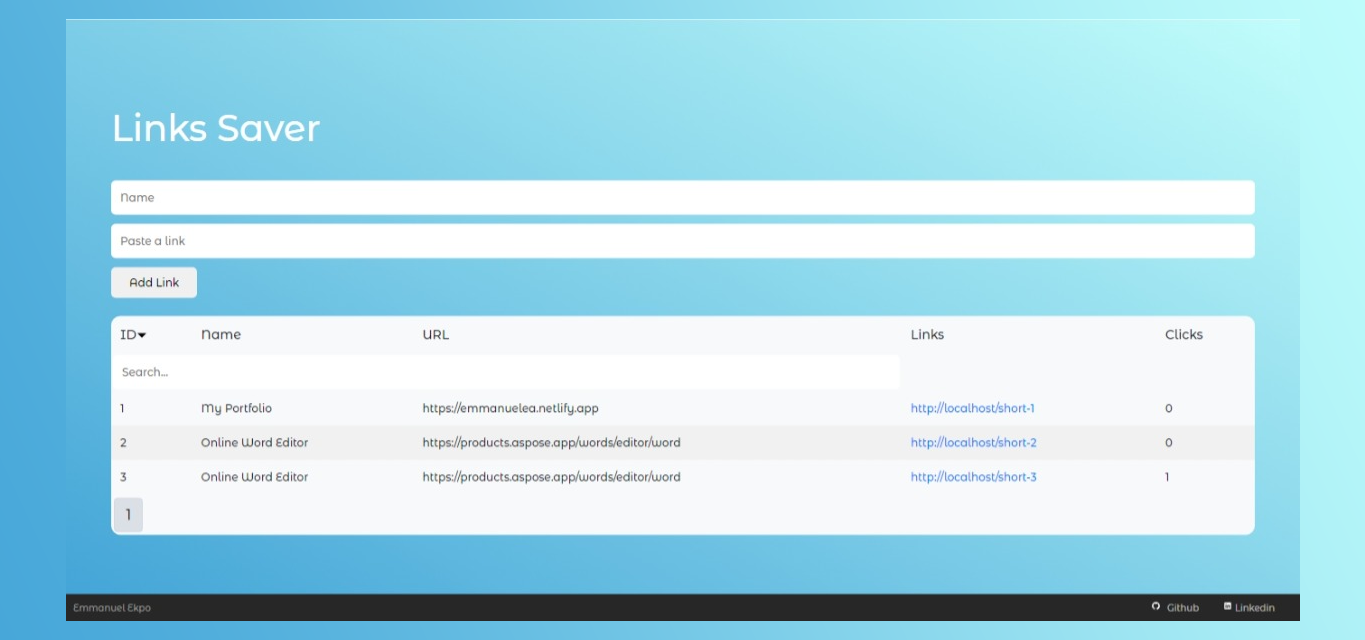 Links Saver
Name
Paste a link
Add Link
ID Name URL Links Clicks
Search...
1 My Portfolio https://emmanuelea.netlify.app http://localhost/short-1 0
2 Online Word Editor https://products.aspose.app/words/editor/word http://localhost/short-2 0
3 Online Word Editor https://products.aspose.app/words/editor/word http://localhost/short-3 1
1
Emmanuel Ekpo Github Linkedin